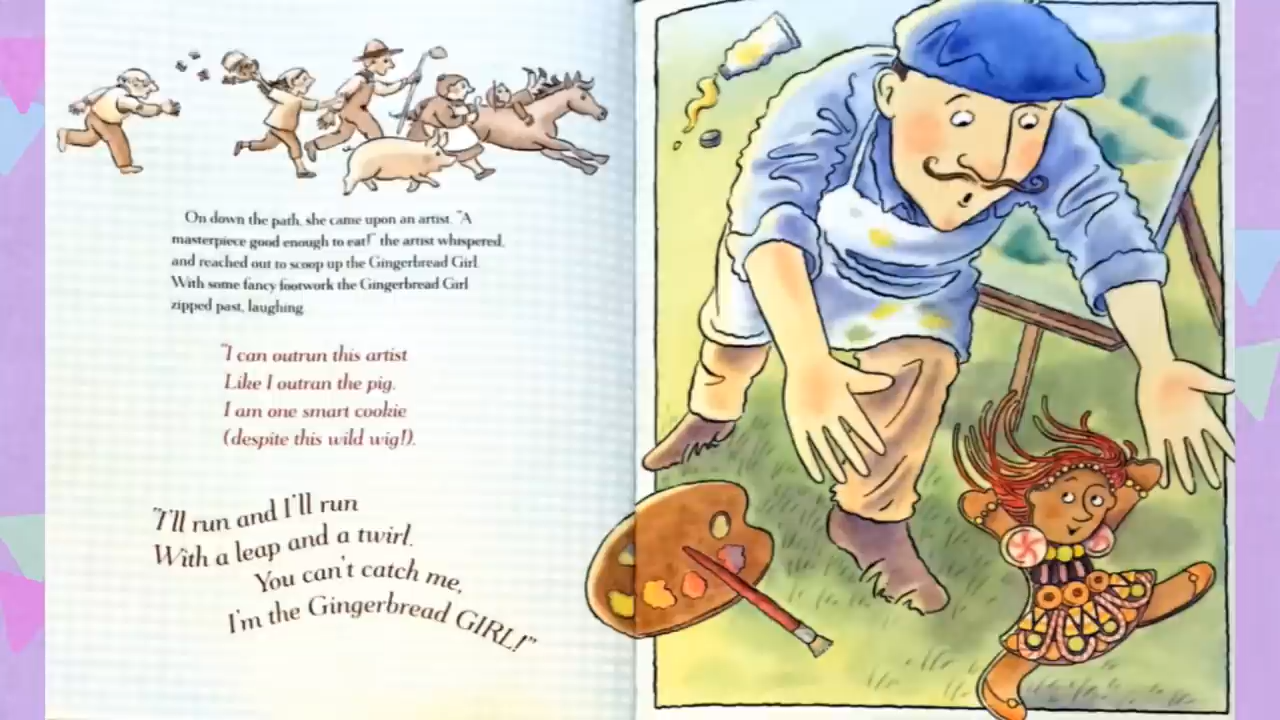 On down the path, she came upon an artist. "A
masterpiece good enough to eat!" the artist whispered,
and reached out to scoop up the Gingerbread Girl.
With some fancy footwork the Gingerbread Girl
zipped past, laughing.
"I can outrun this artist
Like I outran the pig.
I am one smart cookie
(despite this wild wig!).
"I'll run and I'll run
With a leap and a twirl.
You can't catch me,
I'm the Gingerbread GIRL!"